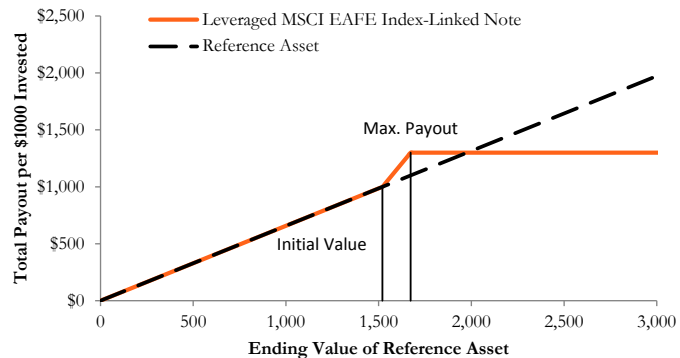 $2,500
Leveraged MSCI EAFE Index-Linked Note
Reference Asset
$2,000
Max. Payout
$1,500
$1,000
Initial Value
$500
$0
0
500
1,000
1,500
2,000
2,500
3,000
Total Payout per $1000 Invested
Ending Value of Reference Asset